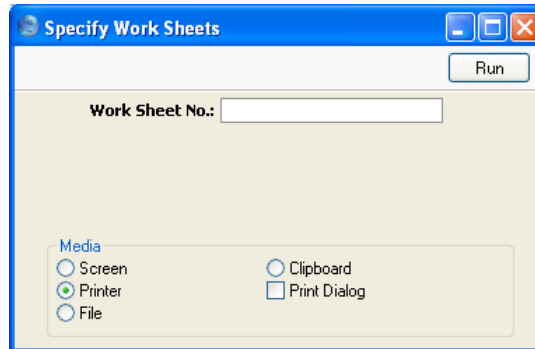 Specify Work Sheets
Run
Work Sheet No.:
Media
Screen
Clipboard
Printer
Print Dialog
File